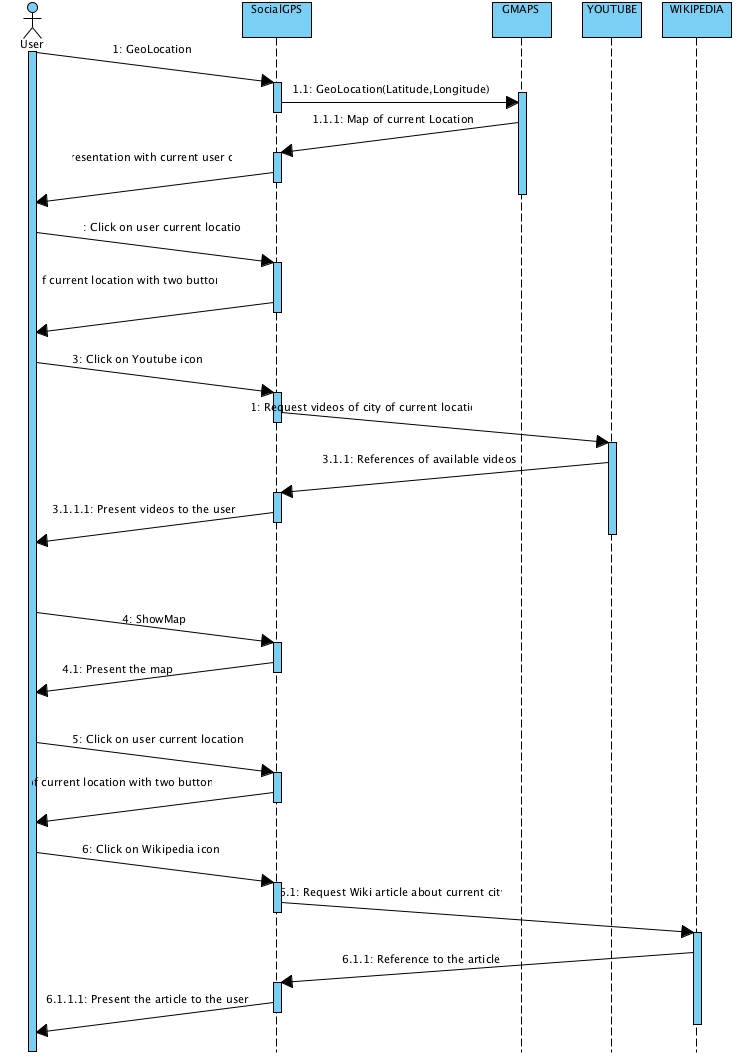 SocialGPS
GMAPS
YOUTUBE
WIKIPEDIA
User
1: GeoLocation
1.1: GeoLocation(Latitude,Longitude)
1.1.1: Map of current Location
resentation with current user
: Click on user current locatio
f current location with two
3: Click on Youtube icon
1: Request videos of city of current locati
3.1.1: References of available videos
3.1.1.1: Present videos to the user
4: ShowMap
4.1: Present the map
5: Click on user current location
of current location with two button
6: Click on Wikipedia icon
6.1: Request Wiki article about current cit
6.1.1: Reference to the article
6.1.1.1: Present the article to the user